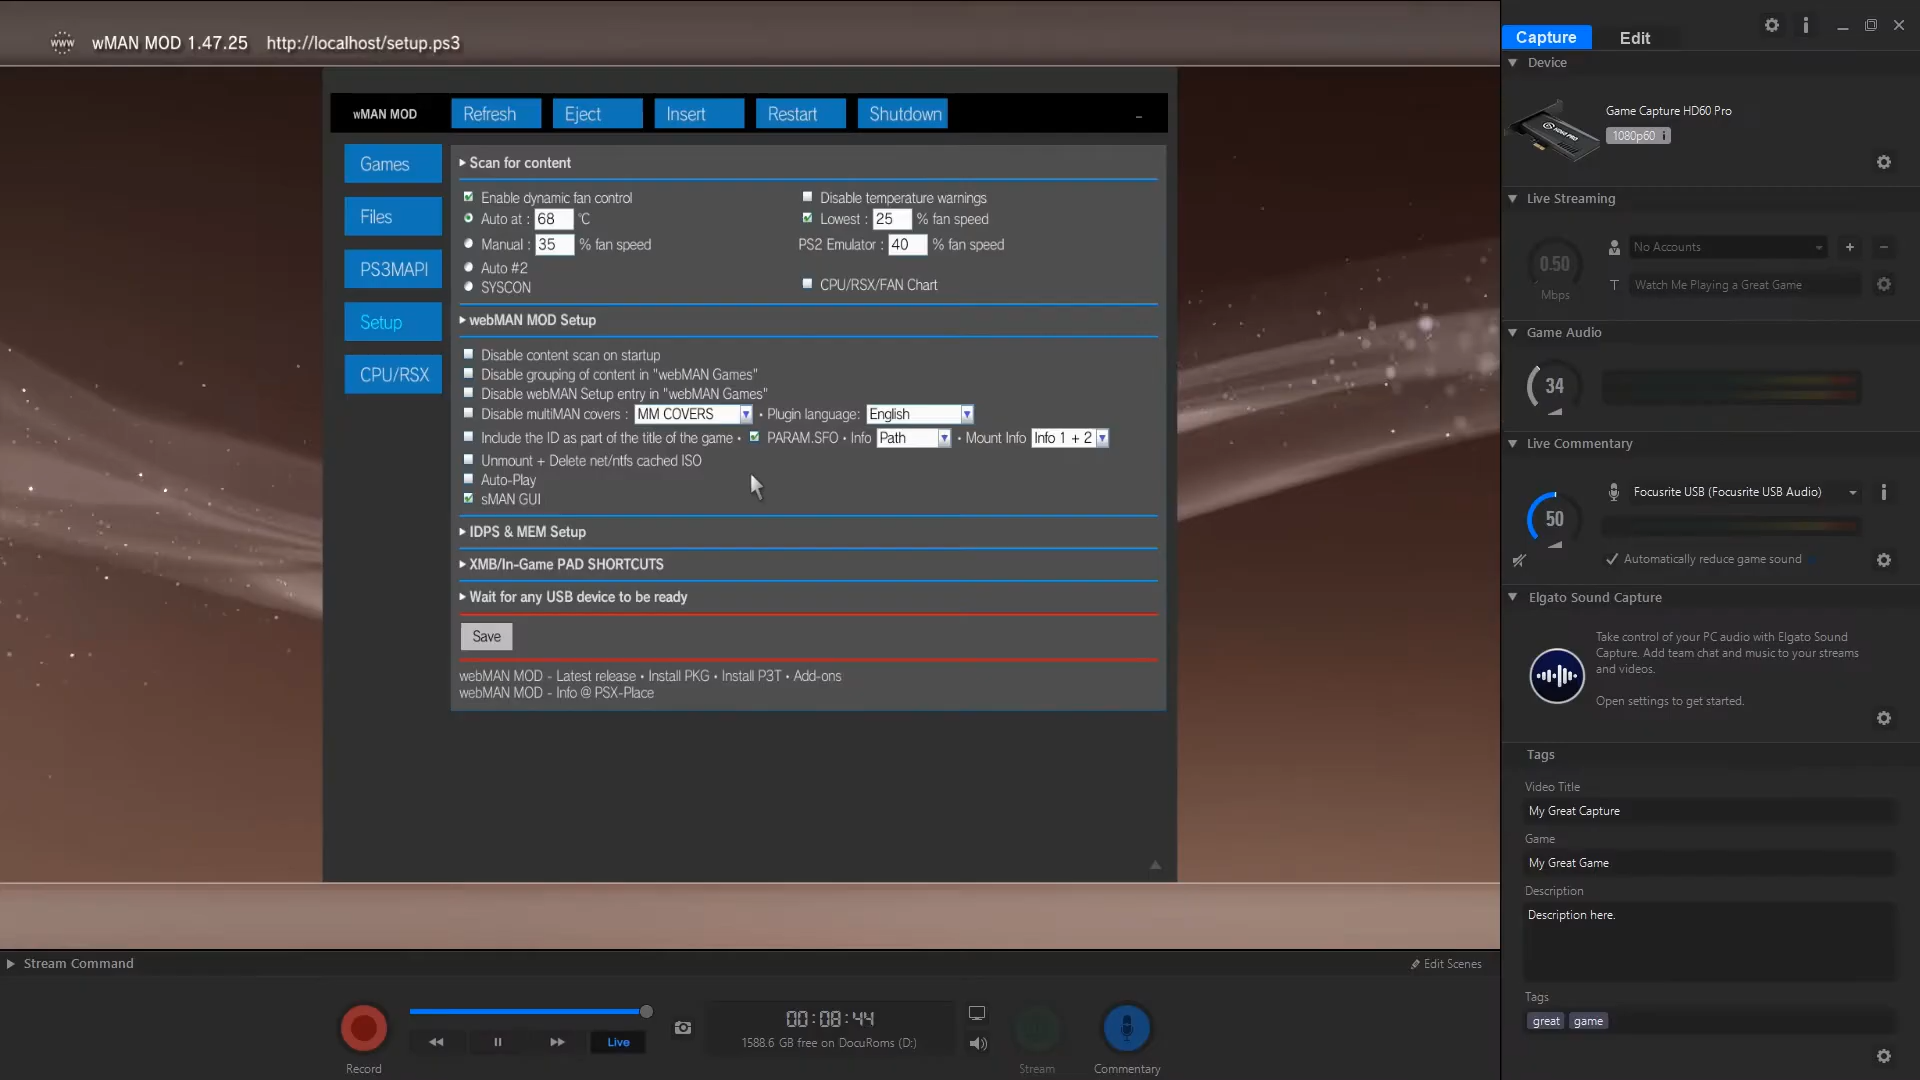 www wMAN MOD 1.47.25 http://localhost/setup.ps3
wMAN MOD Refresh Eject Insert Restart Shutdown
Games
Files
PS3MAPI
Setup
CPU/RSX
Scan for content
Enable dynamic fan control Disable temperature warnings
Auto at : 68 °C Lowest : 25 % fan speed
Manual : 35 % fan speed PS2 Emulator : 40 % fan speed
Auto #2
SYSCON CPU/RSX/FAN Chart
webMAN MOD Setup
Disable content scan on startup
Disable grouping of content in "webMAN Games"
Disable webMAN Setup entry in "webMAN Games"
Disable multiMAN covers : MM COVERS • Plugin language: English
Include the ID as part of the title of the game • PARAM.SFO • Info Path • Mount Info Info 1 + 2
Unmount + Delete net/ntfs cached ISO
Auto-Play
sMAN GUI
IDPS & MEM Setup
XMB/In-Game PAD SHORTCUTS
Wait for any USB device to be ready
Save
webMAN MOD - Latest release • Install PKG • Install P3T • Add-ons
webMAN MOD - Info @ PSX-Place
Capture Edit
Device
Game Capture HD60 Pro
1080p60 i
Live Streaming
0.50
Mbps
No Accounts
T Watch Me Playing a Great Game
Game Audio
34
Live Commentary
50
Focusrite USB (Focusrite USB Audio)
Automatically reduce game sound
Elgato Sound Capture
Take control of your PC audio with Elgato Sound
Capture. Add team chat and music to your streams
and videos.
Open settings to get started.
Tags
Video Title
My Great Capture
Game
My Great Game
Description
Description here.
Tags
great game
Stream Command Edit Scenes
Live
00:08:44
1588.6 GB free on DocuRoms (D:)
Record Stream Commentary